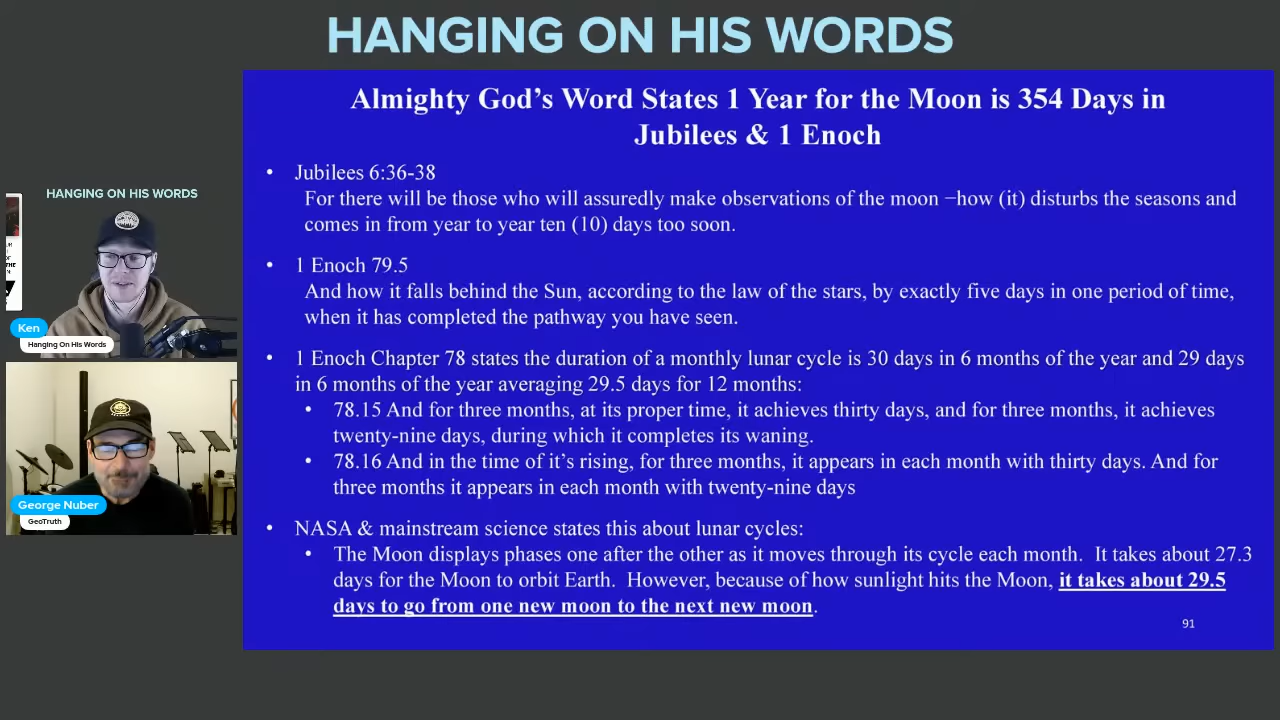 HANGING ON HIS WORDS
Almighty God’s Word States 1 Year for the Moon is 354 Days in
Jubilees & 1 Enoch
• Jubilees 6:36-38
For there will be those who will assuredly make observations of the moon −how (it) disturbs the seasons and
comes in from year to year ten (10) days too soon.
• 1 Enoch 79.5
And how it falls behind the Sun, according to the law of the stars, by exactly five days in one period of time,
when it has completed the pathway you have seen.
• 1 Enoch Chapter 78 states the duration of a monthly lunar cycle is 30 days in 6 months of the year and 29 days
in 6 months of the year averaging 29.5 days for 12 months:
• 78.15 And for three months, at its proper time, it achieves thirty days, and for three months, it achieves
twenty-nine days, during which it completes its waning.
• 78.16 And in the time of it’s rising, for three months, it appears in each month with thirty days. And for
three months it appears in each month with twenty-nine days
• NASA & mainstream science states this about lunar cycles:
• The Moon displays phases one after the other as it moves through its cycle each month. It takes about 27.3
days for the Moon to orbit Earth. However, because of how sunlight hits the Moon, it takes about 29.5
days to go from one new moon to the next new moon.
91
HANGING ON HIS WORDS
Ken
Hanging On His Words
George Nuber
GeoTruth